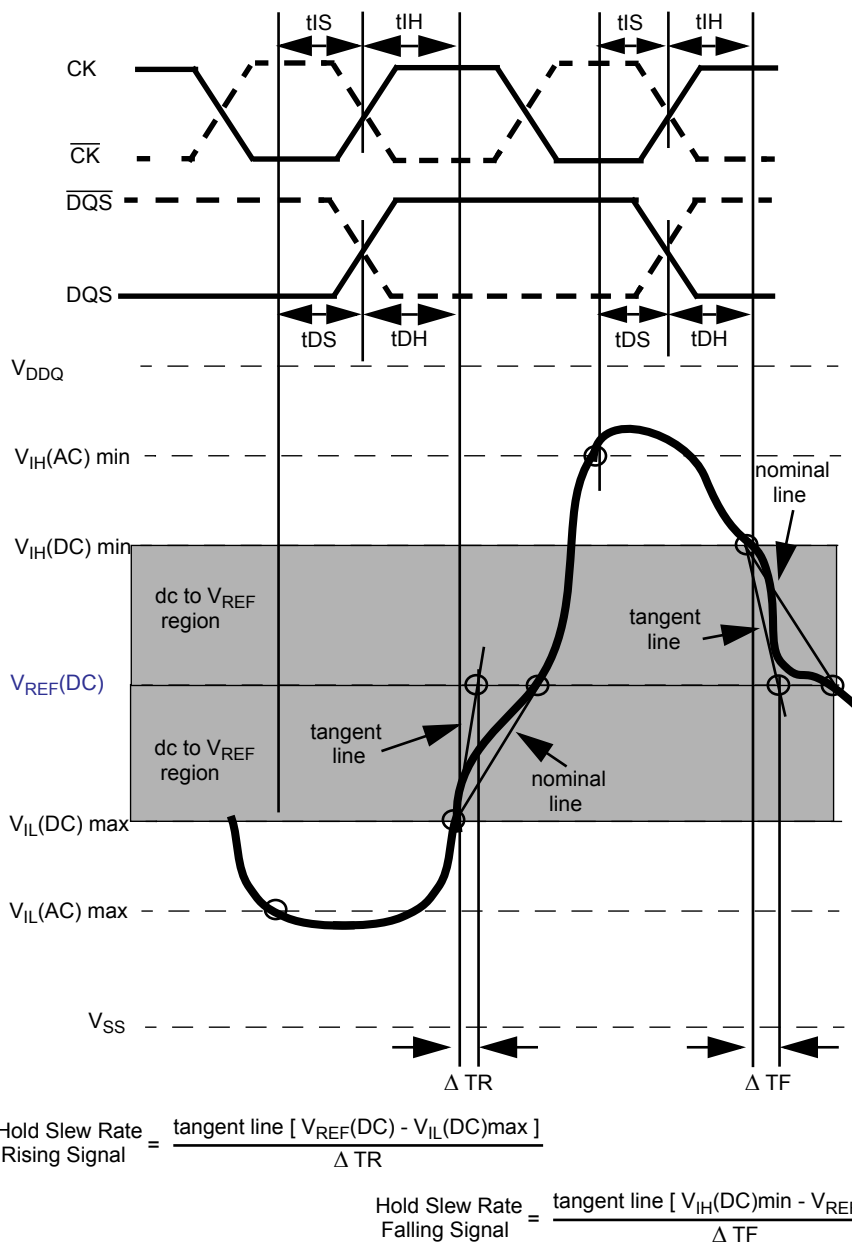 tIS tIH tIS tIH
CK
CK
DQS
DQS
tDS tDH tDS tDH
VDDQ
VIH(AC) min
nominal
line
VIH(DC) min
dc to VREF
region
tangent
line
VREF(DC)
tangent
line
dc to VREF
region
nominal
line
VIL(DC) max
VIL(AC) max
VSS
Δ TR Δ TF
Hold Slew Rate
Rising Signal
=
tangent line [ VREF(DC) - VIL(DC)max ]
Δ TR
Hold Slew Rate
Falling Signal
=
tangent line [ VIH(DC)min - VREF
Δ TF